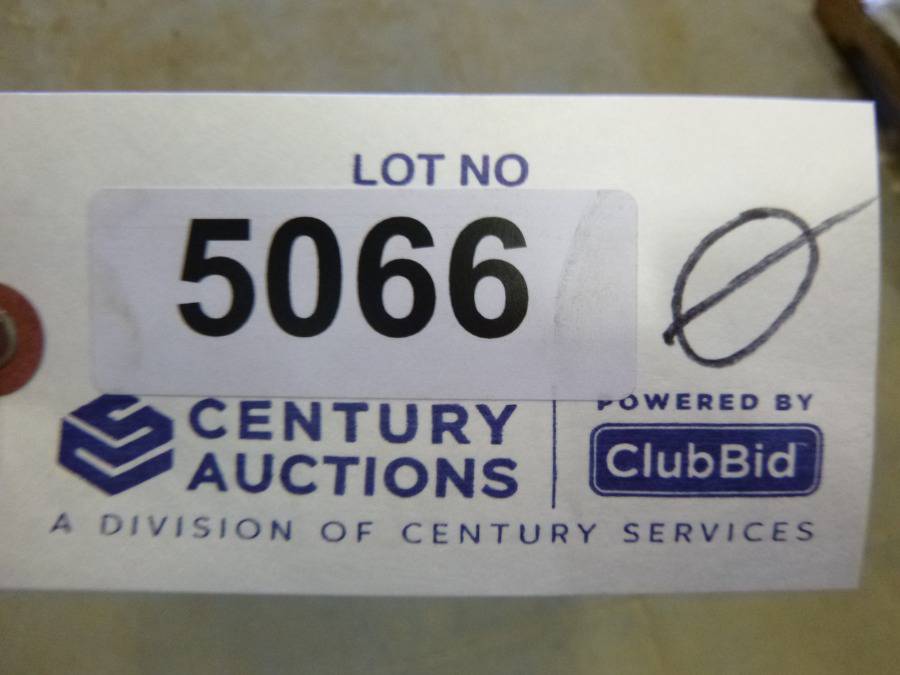 LOT NO
5066
Ø
CENTURY
AUCTIONS
POWERED BY
ClubBid
A DIVISION OF CENTURY SERVICES